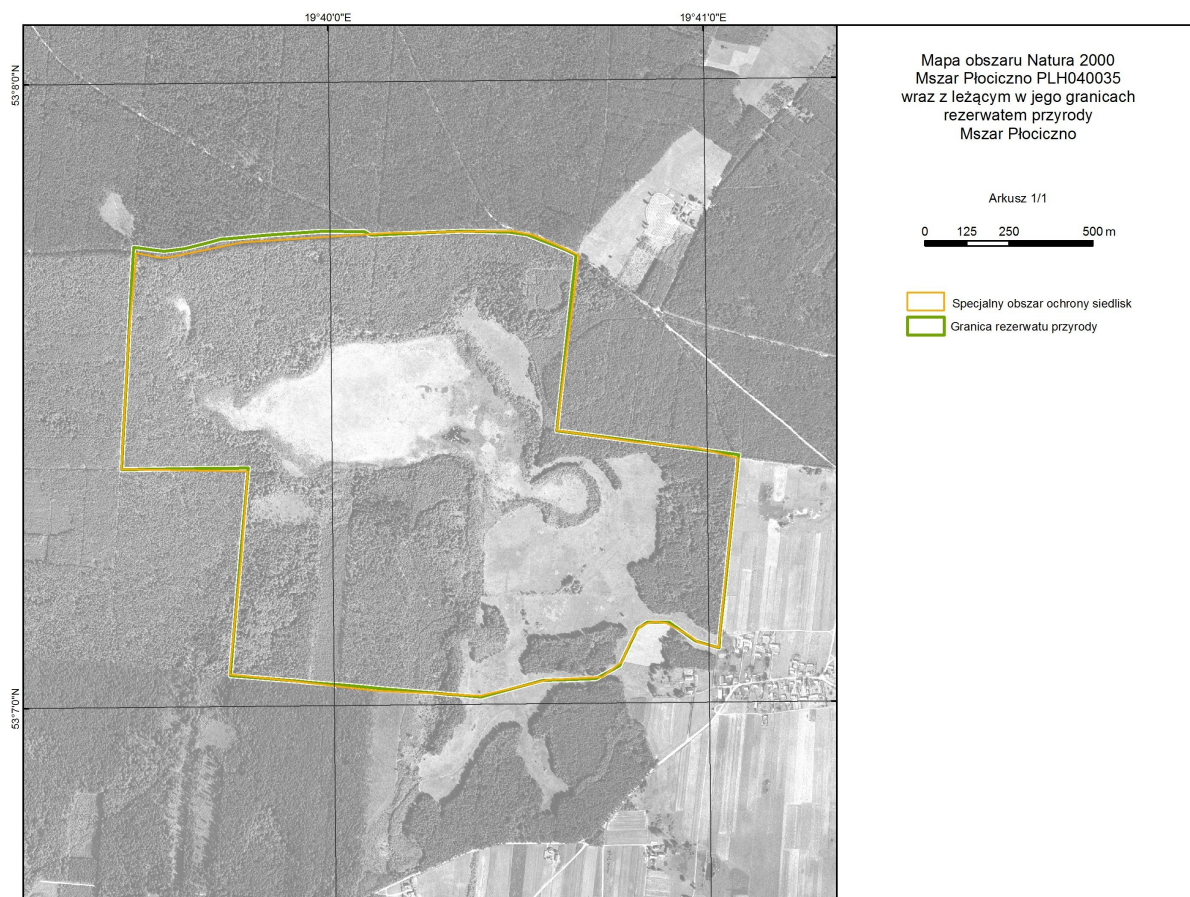 19°40'0"E
19°41'0"E
53°8'0"N
53°7'0"N
Mapa obszaru Natura 2000
Mszar Płociczno PLH040035
wraz z leżącym w jego granicach
rezerwatem przyrody
Mszar Płociczno
Arkusz 1/1
0 125 250 500 m
Specjalny obszar ochrony siedlisk
Granica rezerwatu przyrody